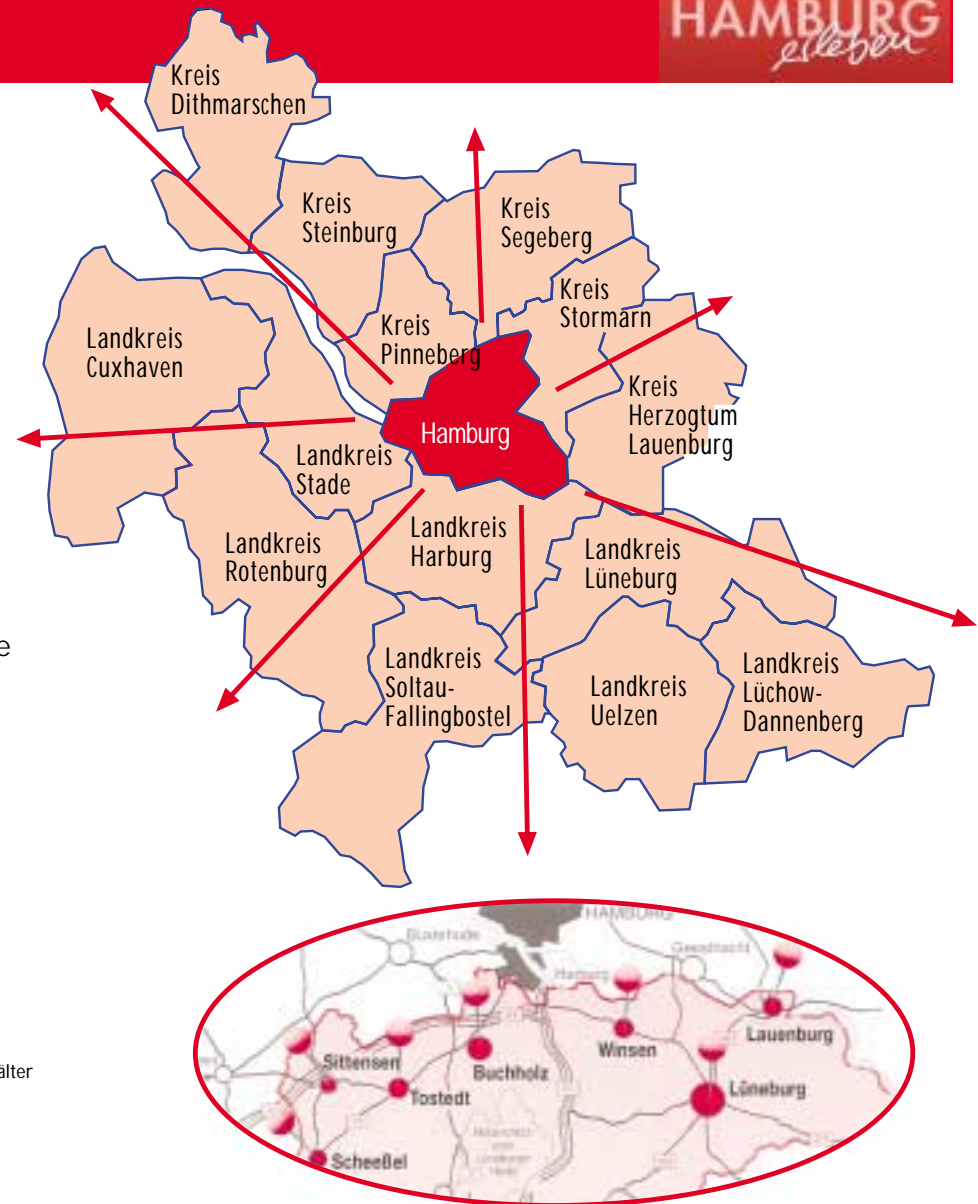 HAMBURG
erleben
Kreis
Dithmarschen
Kreis
Steinburg
Kreis
Segeberg
Kreis
Stormarn
Kreis
Pinneberg
Landkreis
Cuxhaven
Kreis
Herzogtum
Lauenburg
Hamburg
Landkreis
Stade
Landkreis
Harburg
Landkreis
Rotenburg
Landkreis
Lüneburg
Landkreis
Soltau-
Fallingbostel
Landkreis
Uelzen
Landkreis
Lüchow-
Dannenberg
e
älter
HAMBURG
Buxtehude
Geesthacht
Harburg
Lauenburg
Winsen
Sittensen
Buchholz
Tostedt
Lüneburg
Scheeßel